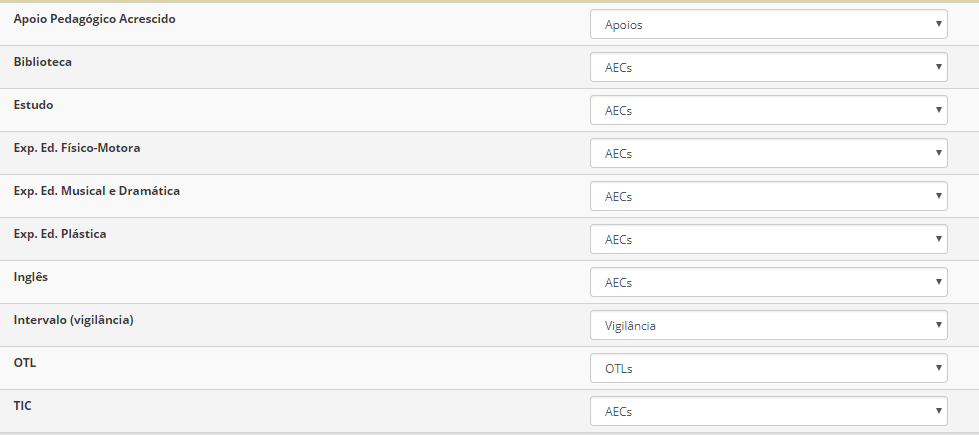 Apoio Pedagógico Acrescido
Apoios
Biblioteca
AECs
Estudo
AECs
Exp. Ed. Físico-Motora
AECs
Exp. Ed. Musical e Dramática
AECs
Exp. Ed. Plástica
AECs
Inglês
AECs
Intervalo (vigilância)
Vigilância
OTL
OTLs
TIC
AECs